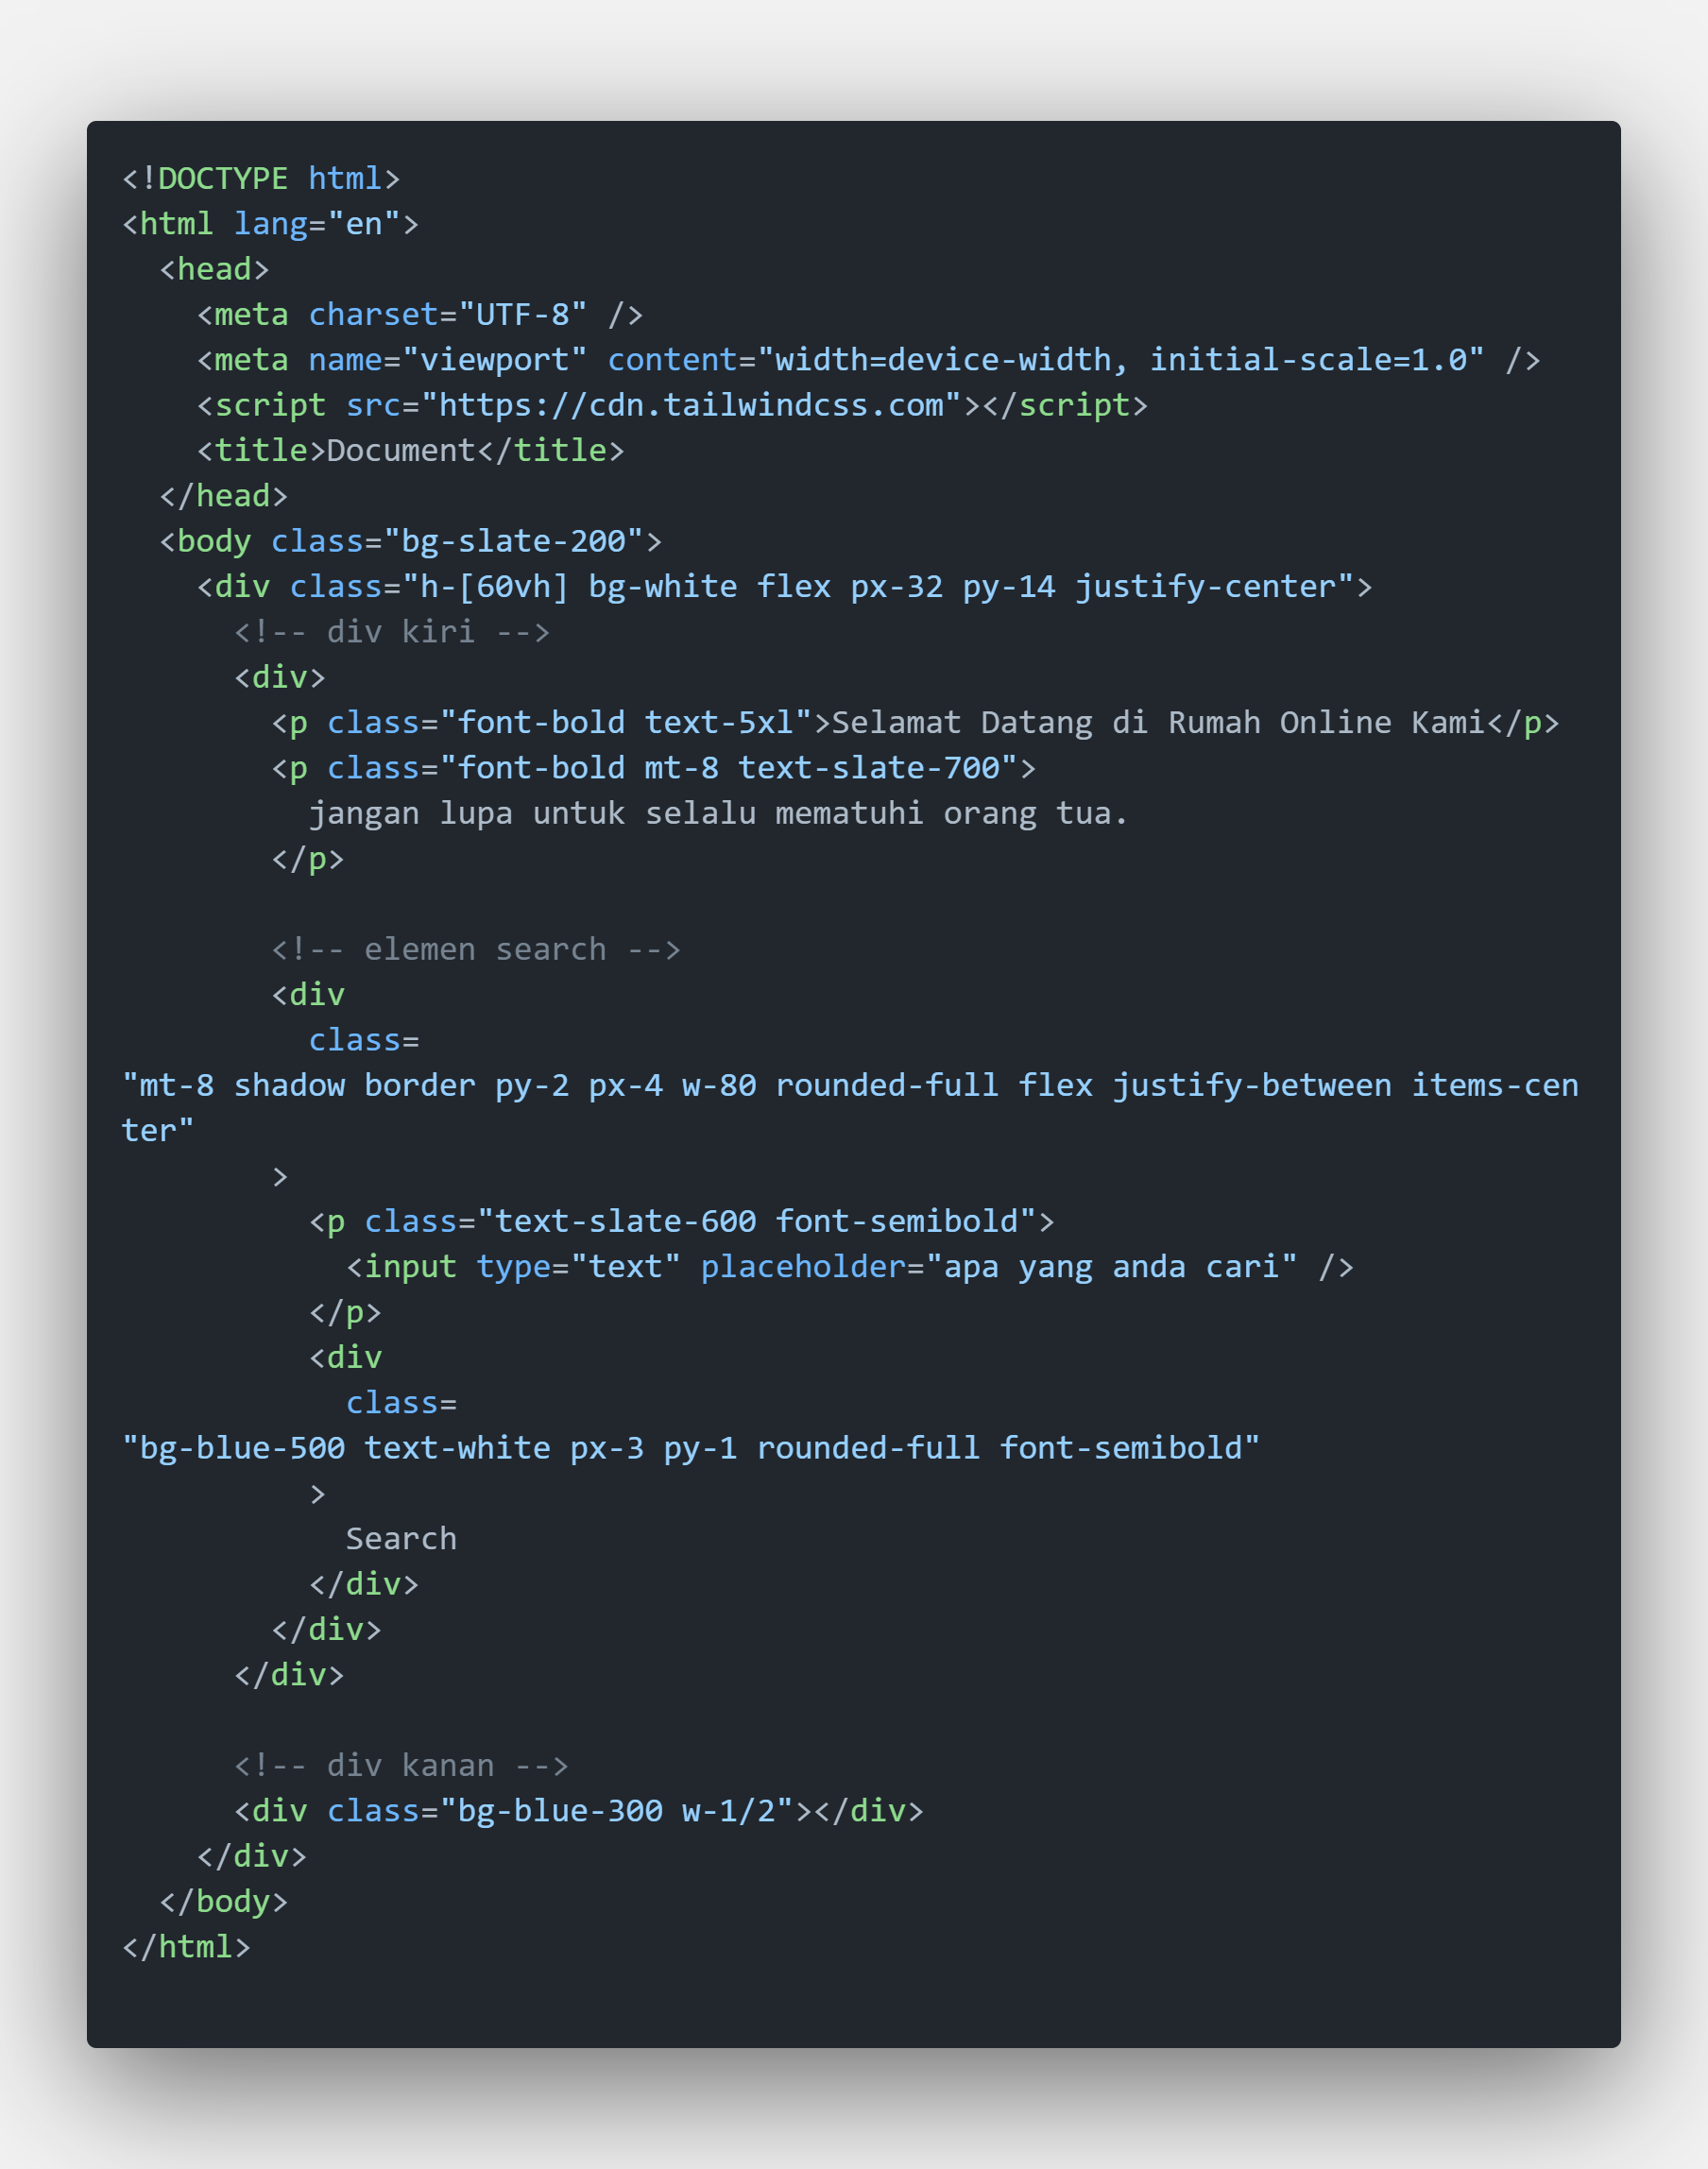 <!DOCTYPE html>
<html lang="en">
  <head>
    <meta charset="UTF-8" />
    <meta name="viewport" content="width=device-width, initial-scale=1.0" />
    <script src="https://cdn.tailwindcss.com"></script>
    <title>Document</title>
  </head>
  <body class="bg-slate-200">
    <div class="h-[60vh] bg-white flex px-32 py-14 justify-center">
      <!-- div kiri -->
      <div>
        <p class="font-bold text-5xl">Selamat Datang di Rumah Online Kami</p>
        <p class="font-bold mt-8 text-slate-700">
          jangan lupa untuk selalu mematuhi orang tua.
        </p>

        <!-- elemen search -->
        <div
          class=
"mt-8 shadow border py-2 px-4 w-80 rounded-full flex justify-between items-cen
ter"
        >
          <p class="text-slate-600 font-semibold">
            <input type="text" placeholder="apa yang anda cari" />
          </p>
          <div
            class=
"bg-blue-500 text-white px-3 py-1 rounded-full font-semibold"
          >
            Search
          </div>
        </div>
      </div>

      <!-- div kanan -->
      <div class="bg-blue-300 w-1/2"></div>
    </div>
  </body>
</html>